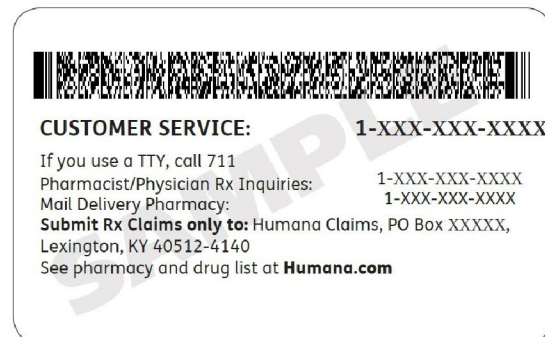 SAMPLE
CUSTOMER SERVICE: 1-XXX-XXX-XXXX
If you use a TTY, call 711
Pharmacist/Physician Rx Inquiries: 1-XXX-XXX-XXXX
Mail Delivery Pharmacy: 1-XXX-XXX-XXXX
Submit Rx Claims only to: Humana Claims, PO Box XXXXX,
Lexington, KY 40512-4140
See pharmacy and drug list at Humana.com